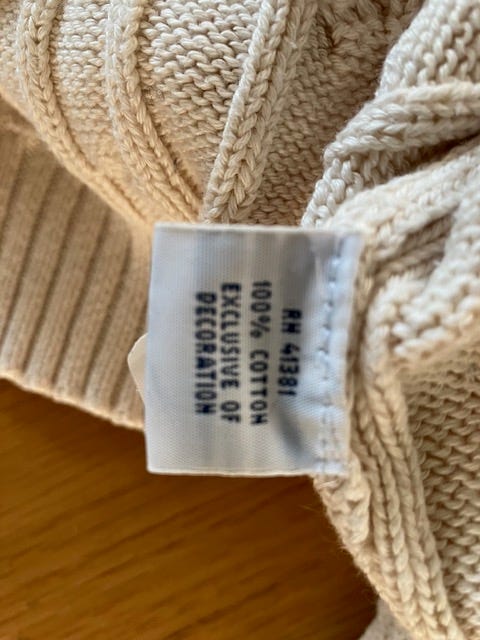 RN 41381
100% COTTON
EXCLUSIVE OF
DECORATION